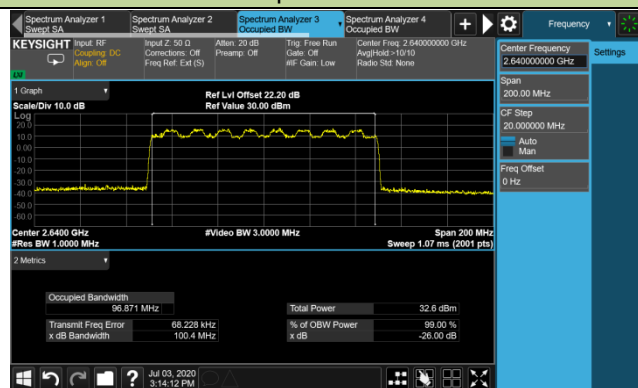 Spectrum Analyzer 1
Swept SA
Spectrum Analyzer 2
Swept SA
Spectrum Analyzer 3
Occupied BW
Spectrum Analyzer 4
Occupied BW
Frequency
KEYSIGHT
Input: RF
Coupling: DC
Align: Off
Input Z: 50 Ω
Corrections: Off
Freq Ref: Ext (S)
Atten: 20 dB
Preamp: Off
Trig: Free Run
Gate: Off
#IF Gain: Low
Center Freq: 2.640000000 GHz
Avg|Hold:>10/10
Radio Std: None
Center Frequency
2.640000000 GHz
Settings
Span
200.00 MHz
CF Step
20.000000 MHz
Auto
Man
Freq Offset
0 Hz
1 Graph
Scale/Div 10.0 dB
Ref Lvl Offset 22.20 dB
Ref Value 30.00 dBm
Log
20.0
10.0
0.00
-10.0
-20.0
-30.0
-40.0
-50.0
-60.0
Center 2.6400 GHz
#Res BW 1.0000 MHz
#Video BW 3.0000 MHz
Span 200 MHz
Sweep 1.07 ms (2001 pts)
2 Metrics
Occupied Bandwidth
96.871 MHz
Total Power 32.6 dBm
Transmit Freq Error 68.228 kHz
% of OBW Power 99.00 %
x dB Bandwidth 100.4 MHz
x dB -26.00 dB
Jul 03, 2020
3:14:12 PM